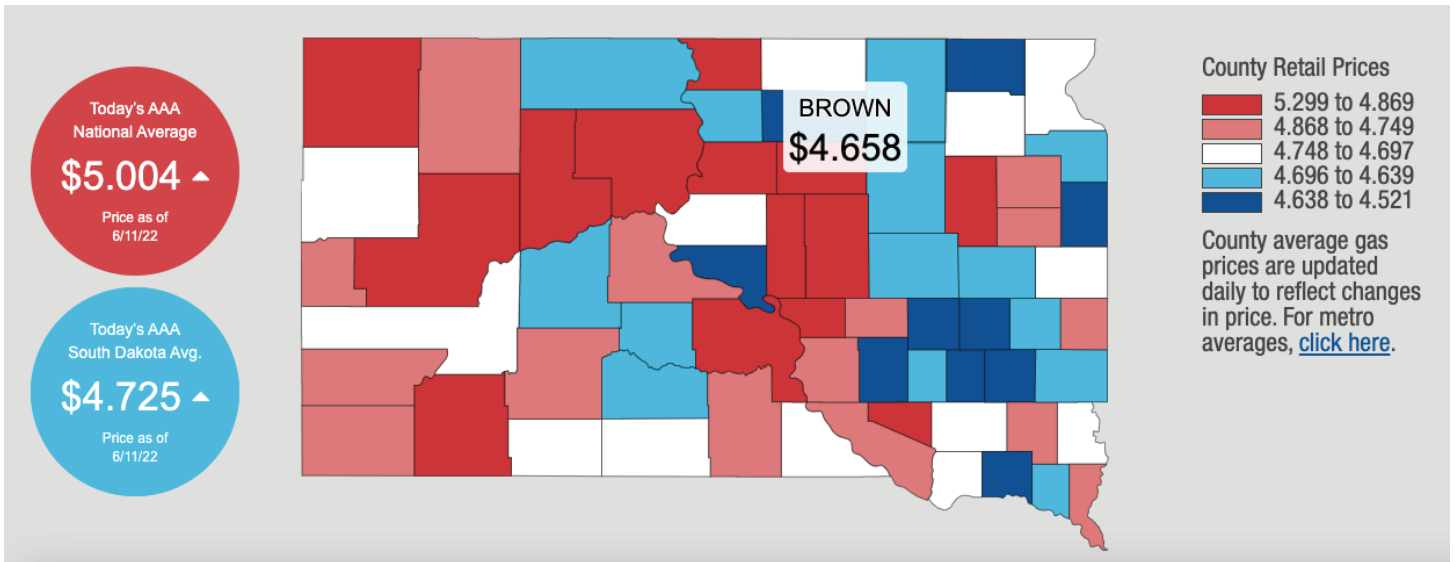 Today's AAA
National Average
$5.004
Price as of
6/11/22
Today's AAA
South Dakota Avg.
$4.725
Price as of
6/11/22
BROWN
$4.658
County Retail Prices
5.299 to 4.869
4.868 to 4.749
4.748 to 4.697
4.696 to 4.639
4.638 to 4.521
County average gas
prices are updated
daily to reflect changes
in price. For metro
averages, click here.